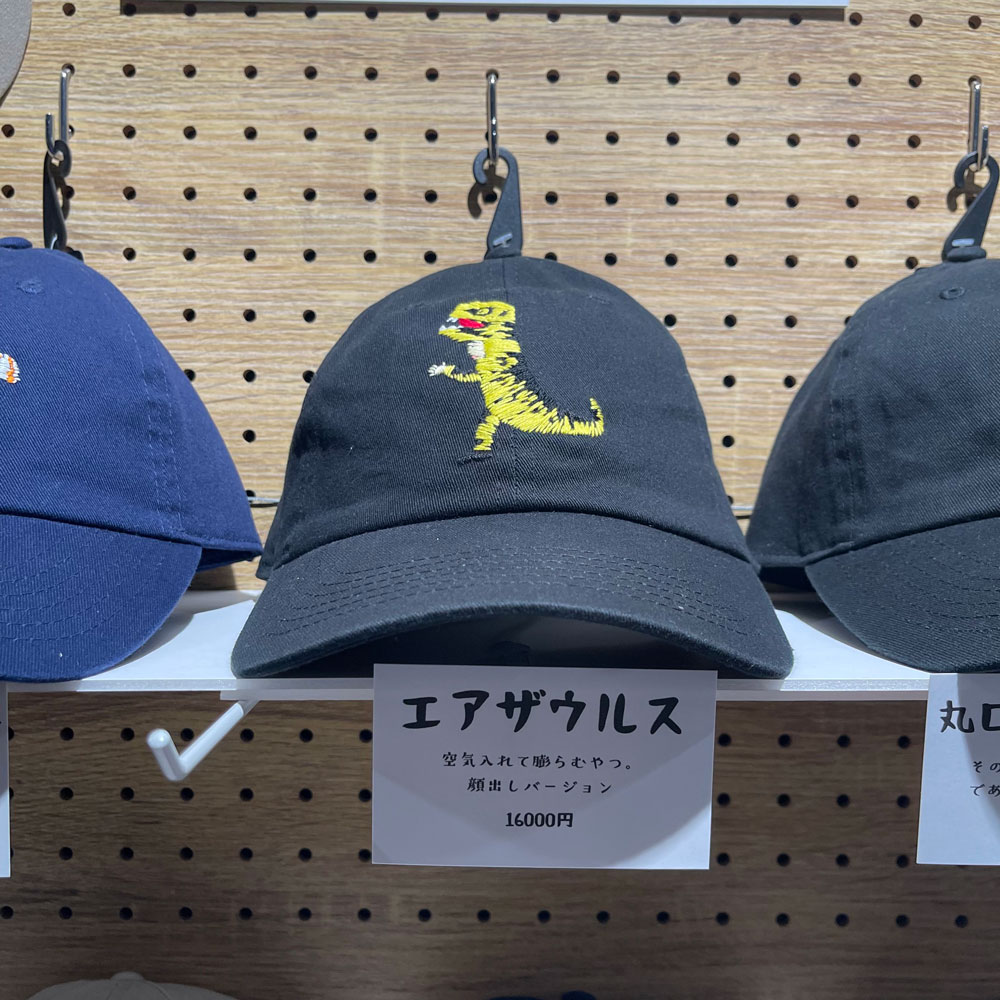 エアザウルス
空気入れて膨らむやつ。
顔出しバージョン
16000円
丸
その
であ